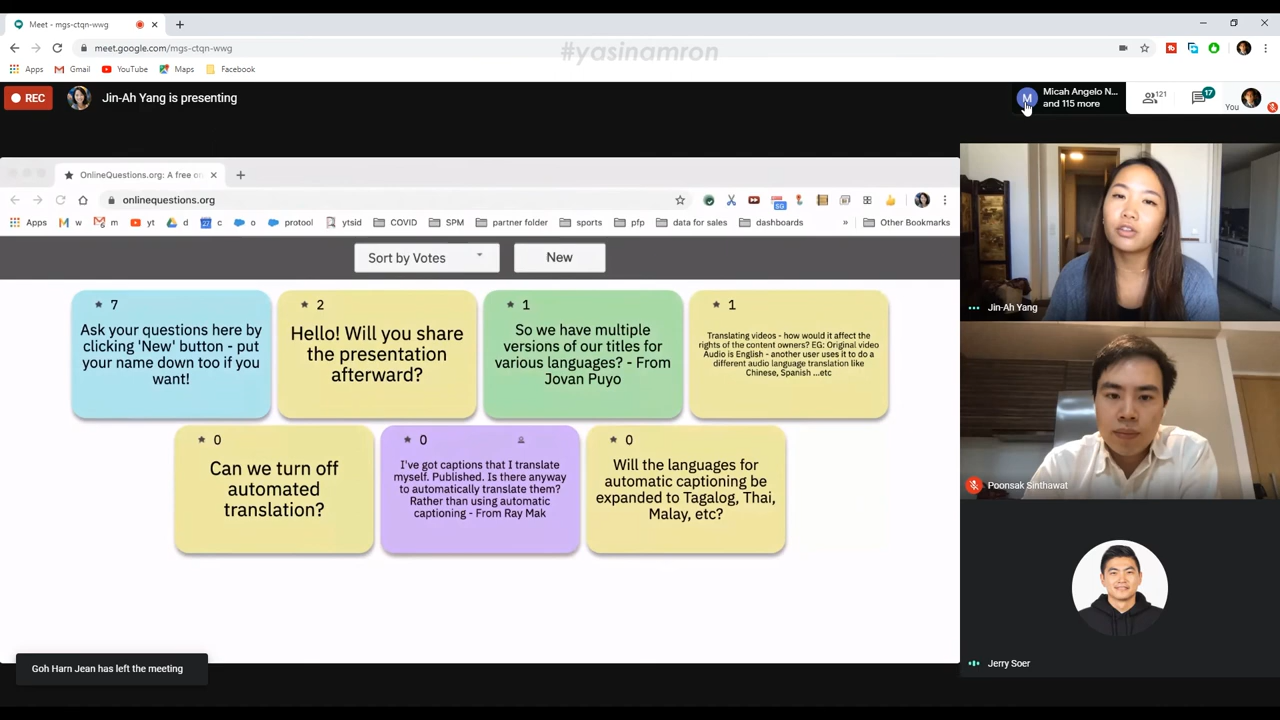 Meet - mgs-ctqn-wwg
meet.google.com/mgs-ctqn-wwg
#yasinamron
Apps Gmail YouTube Maps Facebook
REC
Jin-Ah Yang is presenting
Micah Angelo N...
and 115 more
121
17
You
OnlineQuestions.org: A free on
onlinequestions.org
Apps w m yt d c o protool ytsid COVID SPM partner folder sports pfp data for sales dashboards » Other Bookmarks
Sort by Votes
New
7
Ask your questions here by
clicking 'New' button - put
your name down too if you
want!
2
Hello! Will you share
the presentation
afterward?
1
So we have multiple
versions of our titles for
various languages? - From
Jovan Puyo
1
Translating videos - how would it affect the
rights of the content owners? EG: Original video
Audio is English - another user uses it to do a
different audio language translation like
Chinese, Spanish ...etc
0
Can we turn off
automated
translation?
0
I've got captions that I translate
myself. Published. Is there anyway
to automatically translate them?
Rather than using automatic
captioning - From Ray Mak
0
Will the languages for
automatic captioning be
expanded to Tagalog, Thai,
Malay, etc?
Jin-Ah Yang
Poonsak Sinthawat
Jerry Soer
Goh Harn Jean has left the meeting